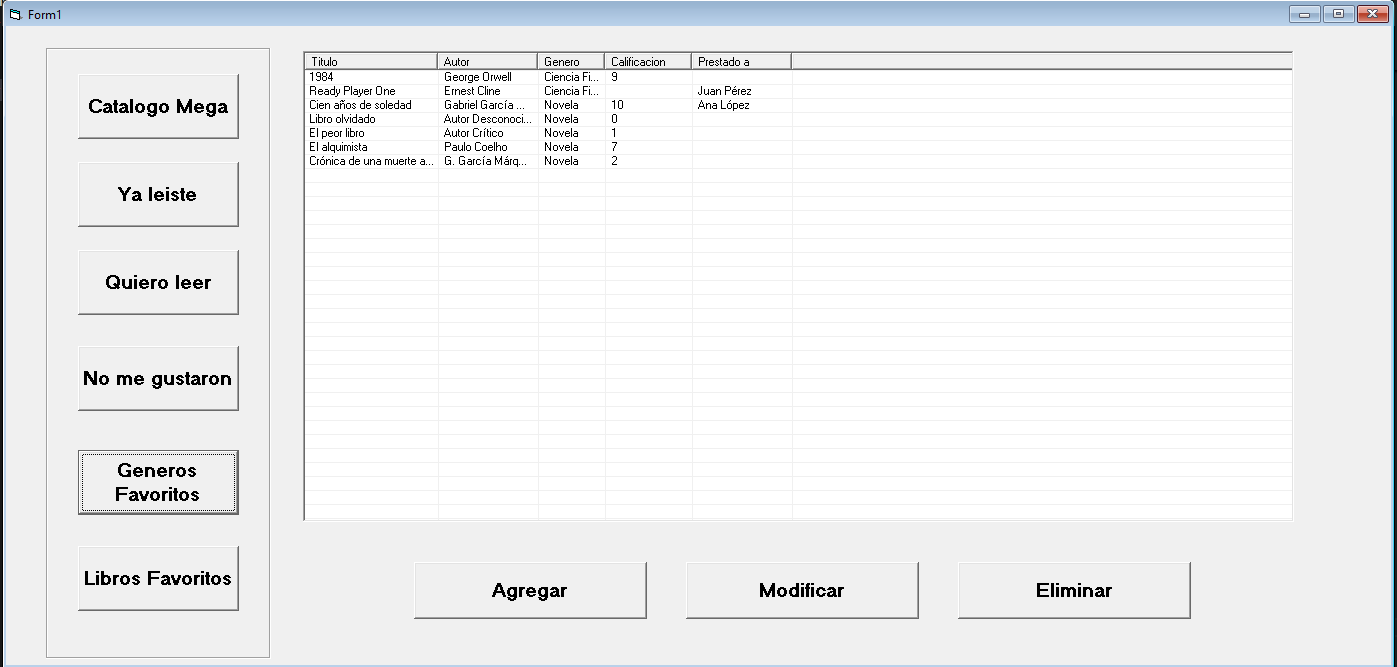 Form1
Catalogo Mega
Ya leiste
Quiero leer
No me gustaron
Generos
Favoritos
Libros Favoritos
Titulo Autor Genero Calificacion Prestado a
1984 George Orwell Ciencia Fi... 9
Ready Player One Ernest Cline Ciencia Fi... Juan Pérez
Cien años de soledad Gabriel García ... Novela 10 Ana López
Libro olvidado Autor Desconoci... Novela 0
El peor libro Autor Crítico Novela 1
El alquimista Paulo Coelho Novela 7
Crónica de una muerte a... G. García Márq... Novela 2
Agregar Modificar Eliminar